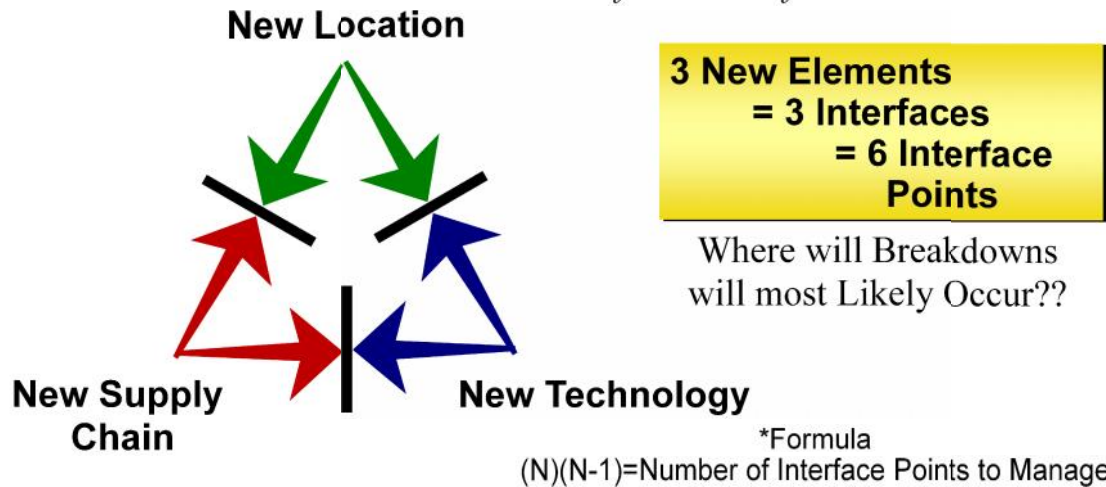 New Location
3 New Elements
= 3 Interfaces
= 6 Interface
Points
Where will Breakdowns
will most Likely Occur??
New Supply
Chain
New Technology
*Formula
(N)(N-1)=Number of Interface Points to Manage